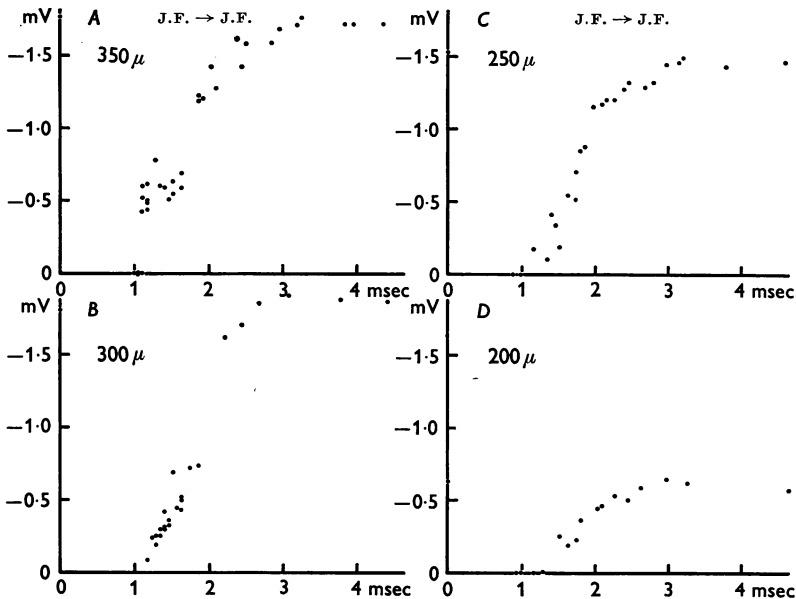 mV A J.F. → J.F.
350 μ
—1·5
—1·0
—0·5
0
0 1 2 3 4 msec
C J.F. → J.F.
250 μ
—1·5
—1·0
—0·5
0
0 1 2 3 4 msec
mV B
300 μ
—1·5
—1·0
—0·5
0
0 1 2 3 4 msec
mV D
200 μ
—1·5
—1·0
—0·5
0
0 1 2 3 4 msec